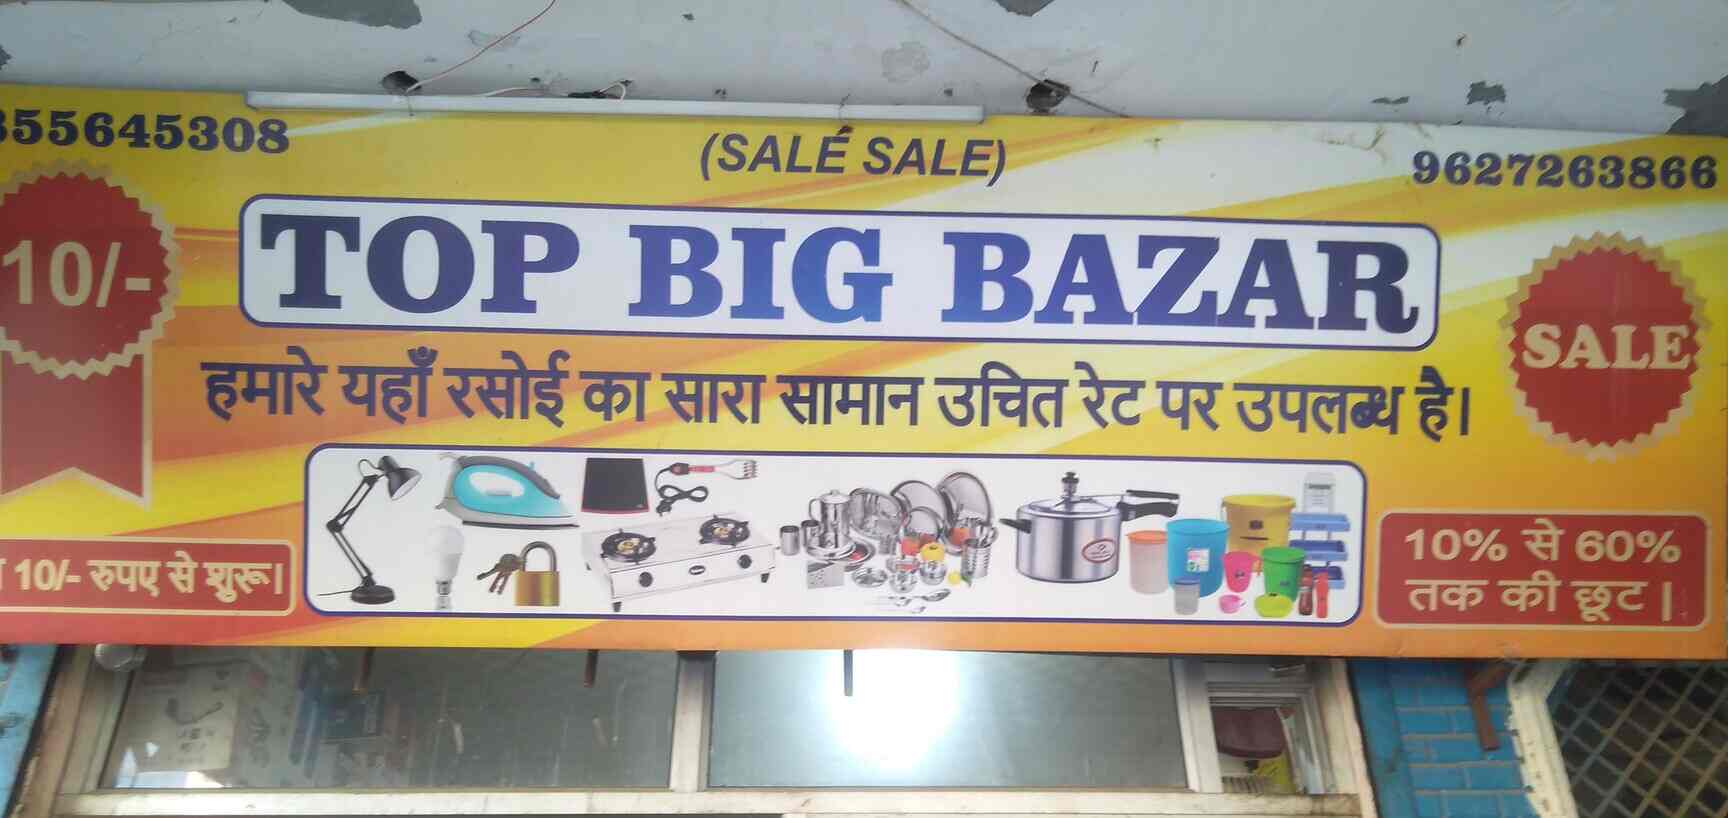 (SALE SALE)
9627263866
TOP BIG BAZAR
10/-
SALE
हमारे यहाँ रसोई का सारा सामान उचित रेट पर उपलब्ध है।
10/- रुपए से शुरू।
10% से 60%
तक की छूट।